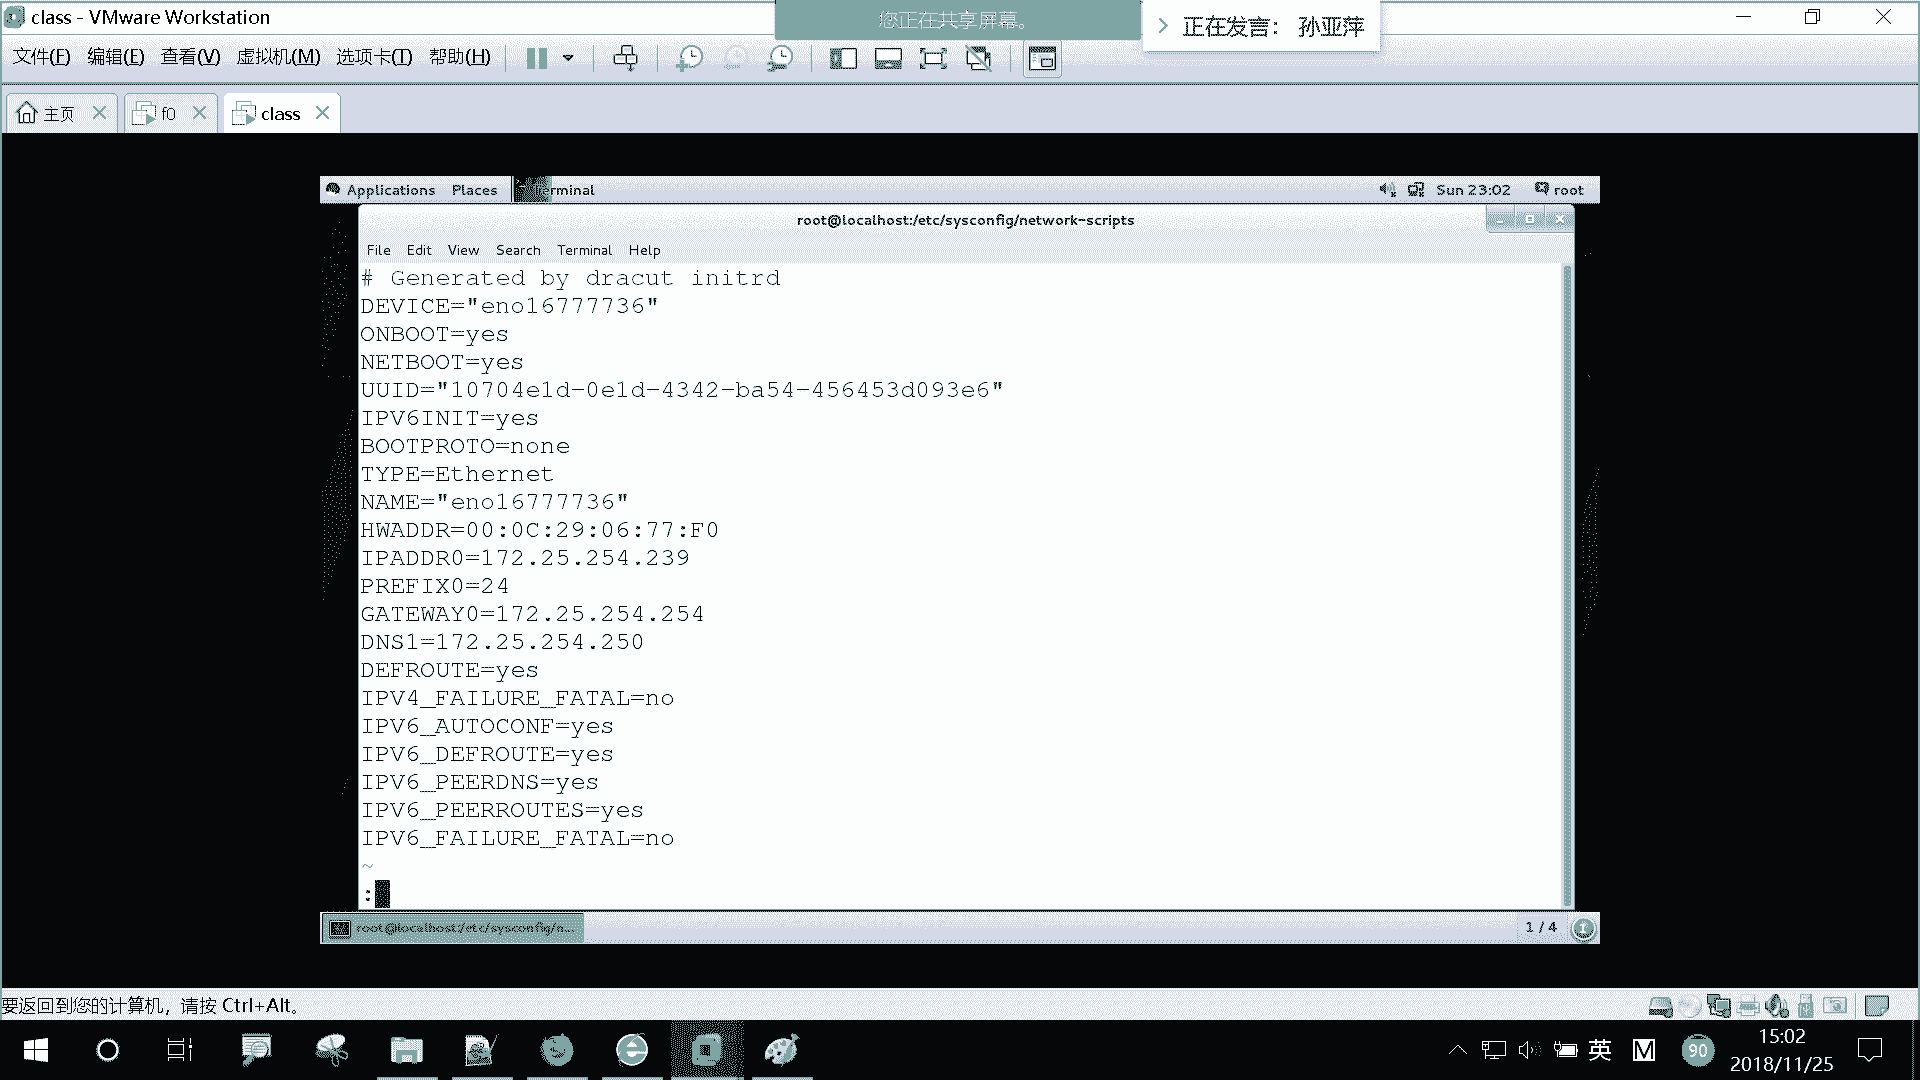 class - VMware Workstation
您正在共享屏幕。
正在发言： 孙亚萍
文件(F) 编辑(E) 查看(V) 虚拟机(M) 选项卡(T) 帮助(H)
主页 f0 class
Applications Places Terminal Sun 23:02 root
root@localhost:/etc/sysconfig/network-scripts
File Edit View Search Terminal Help
# Generated by dracut initrd
DEVICE="eno16777736"
ONBOOT=yes
NETBOOT=yes
UUID="10704e1d-0e1d-4342-ba54-456453d093e6"
IPV6INIT=yes
BOOTPROTO=none
TYPE=Ethernet
NAME="eno16777736"
HWADDR=00:0C:29:06:77:F0
IPADDR0=172.25.254.239
PREFIX0=24
GATEWAY0=172.25.254.254
DNS1=172.25.254.250
DEFROUTE=yes
IPV4_FAILURE_FATAL=no
IPV6_AUTOCONF=yes
IPV6_DEFROUTE=yes
IPV6_PEERDNS=yes
IPV6_PEERROUTES=yes
IPV6_FAILURE_FATAL=no
~
:
root@localhost:/etc/sysconfig/n... 1 / 4
要返回到您的计算机，请按 Ctrl+Alt。
英 M 90 15:02
2018/11/25